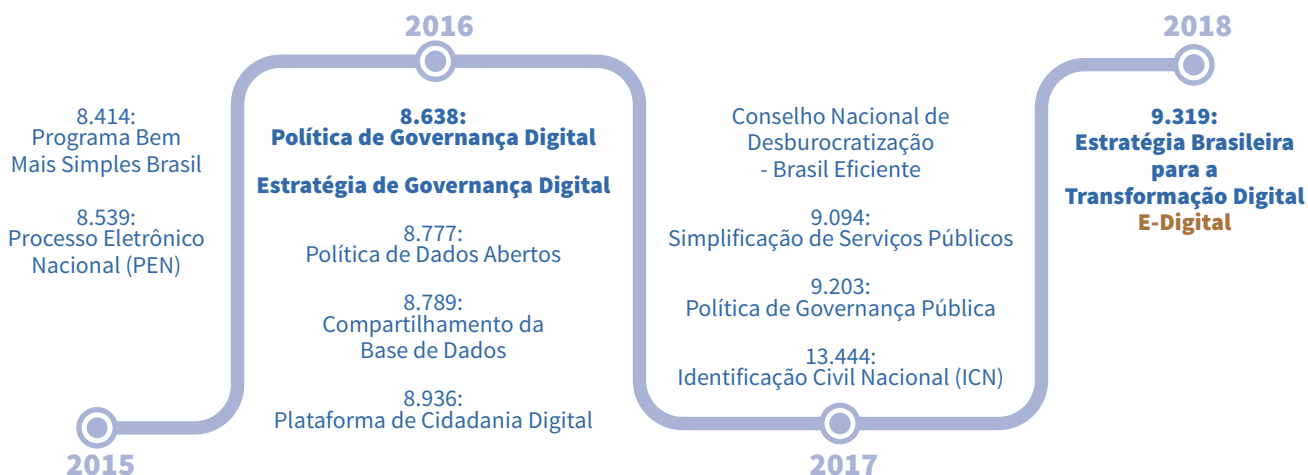 2015
8.414:
Programa Bem
Mais Simples Brasil
8.539:
Processo Eletrônico
Nacional (PEN)
2016
8.638:
Política de Governança Digital
Estratégia de Governança Digital
8.777:
Política de Dados Abertos
8.789:
Compartilhamento da
Base de Dados
8.936:
Plataforma de Cidadania Digital
2017
Conselho Nacional de
Desburocratização
- Brasil Eficiente
9.094:
Simplificação de Serviços Públicos
9.203:
Política de Governança Pública
13.444:
Identificação Civil Nacional (ICN)
2018
9.319:
Estratégia Brasileira
para a
Transformação Digital
E-Digital